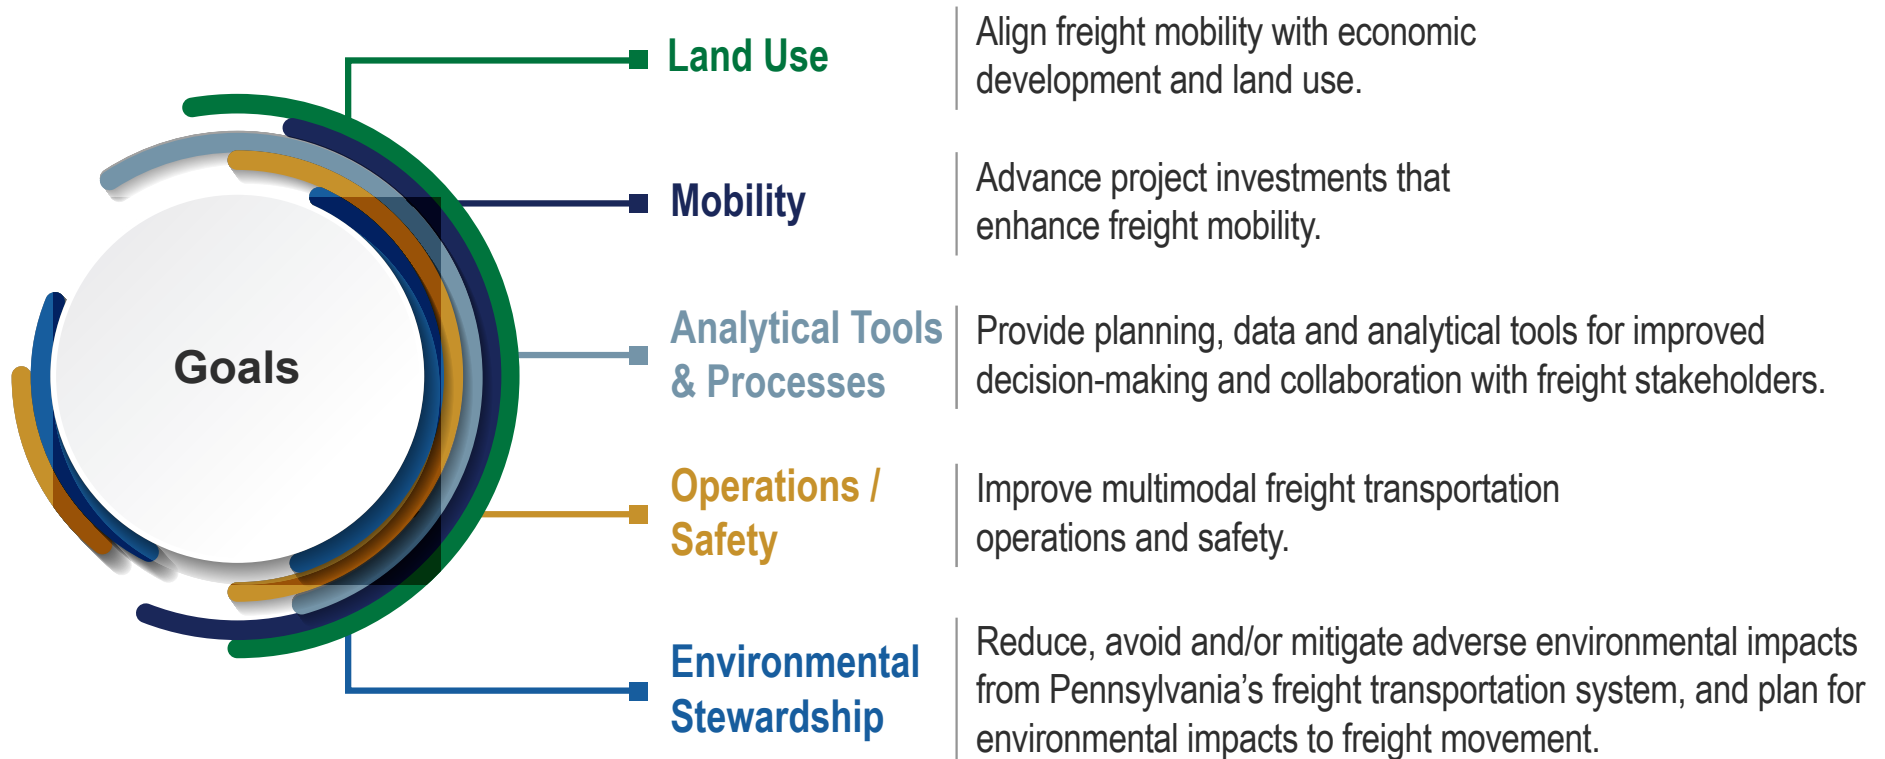 Goals
Land Use
Align freight mobility with economic
development and land use.
Mobility
Advance project investments that
enhance freight mobility.
Analytical Tools
& Processes
Provide planning, data and analytical tools for improved
decision-making and collaboration with freight stakeholders.
Operations /
Safety
Improve multimodal freight transportation
operations and safety.
Environmental
Stewardship
Reduce, avoid and/or mitigate adverse environmental impacts
from Pennsylvania’s freight transportation system, and plan for
environmental impacts to freight movement.